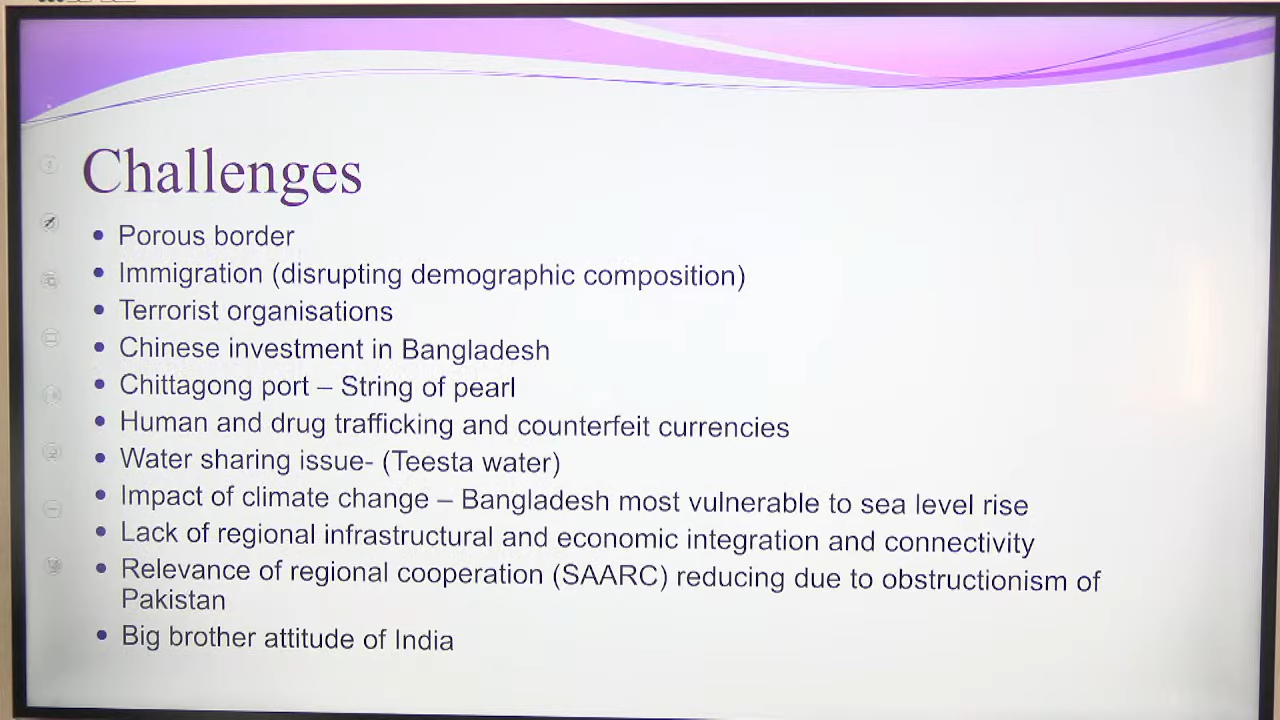 Challenges
• Porous border
• Immigration (disrupting demographic composition)
• Terrorist organisations
• Chinese investment in Bangladesh
• Chittagong port – String of pearl
• Human and drug trafficking and counterfeit currencies
• Water sharing issue- (Teesta water)
• Impact of climate change – Bangladesh most vulnerable to sea level rise
• Lack of regional infrastructural and economic integration and connectivity
• Relevance of regional cooperation (SAARC) reducing due to obstructionism of
Pakistan
• Big brother attitude of India